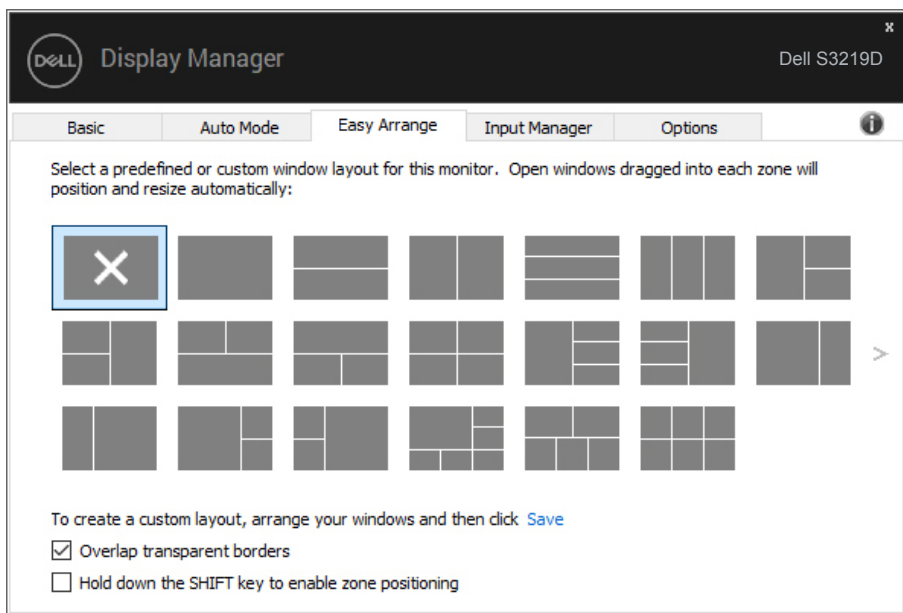 x
DELL
Display Manager
Dell S3219D
Basic
Auto Mode
Easy Arrange
Input Manager
Options
i
Select a predefined or custom window layout for this monitor. Open windows dragged into each zone will
position and resize automatically:
>
To create a custom layout, arrange your windows and then click Save
Overlap transparent borders
Hold down the SHIFT key to enable zone positioning